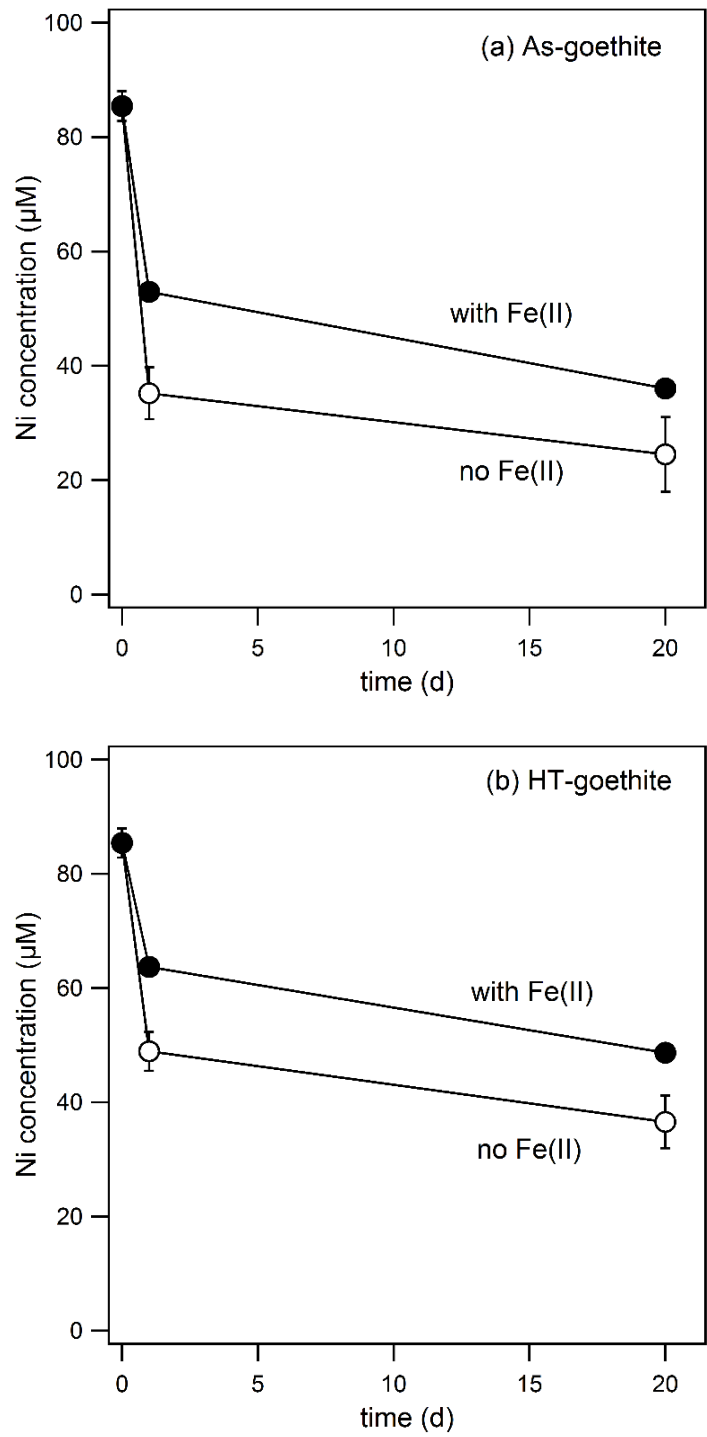 100
(a) As-goethite
80
60
40
20
0
Ni concentration (µM)
with Fe(II)
no Fe(II)
0 5 10 15 20
time (d)
100
(b) HT-goethite
80
60
40
20
0
Ni concentration (µM)
with Fe(II)
no Fe(II)
0 5 10 15 20
time (d)